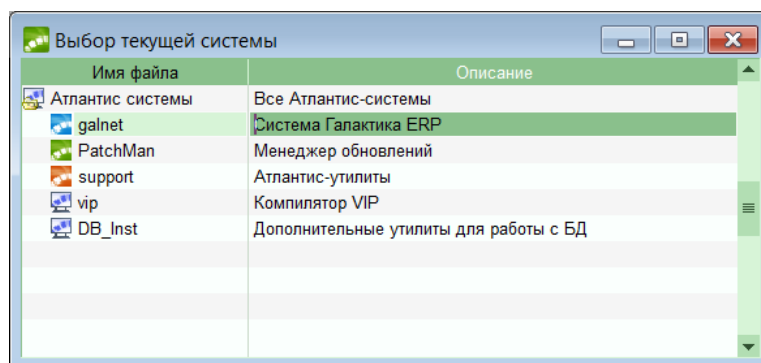 Выбор текущей системы
Имя файла Описание
Атлантис системы Все Атлантис-системы
galnet Система Галактика ERP
PatchMan Менеджер обновлений
support Атлантис-утилиты
vip Компилятор VIP
DB_Inst Дополнительные утилиты для работы с БД